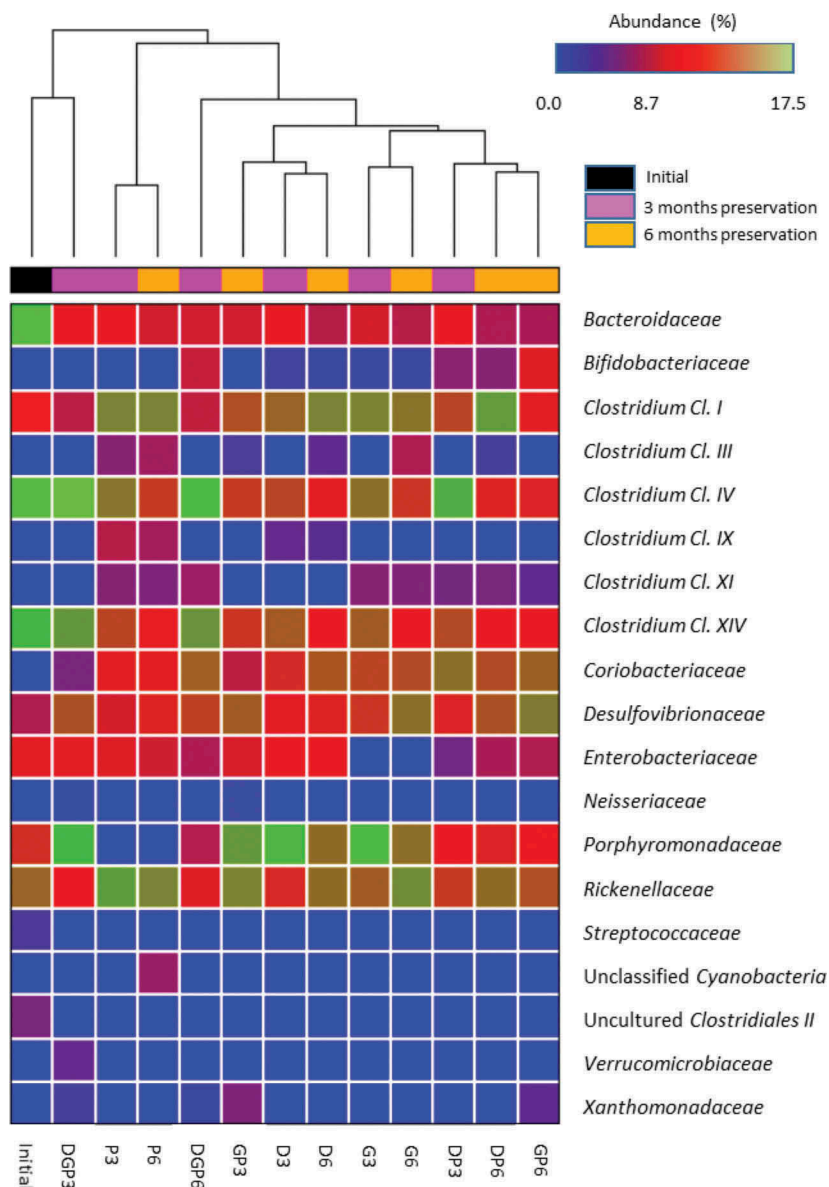 Abundance (%)
0.0 8.7 17.5
Initial
3 months preservation
6 months preservation
Bacteroidaceae
Bifidobacteriaceae
Clostridium Cl. I
Clostridium Cl. III
Clostridium Cl. IV
Clostridium Cl. IX
Clostridium Cl. XI
Clostridium Cl. XIV
Coriobacteriaceae
Desulfovibrionaceae
Enterobacteriaceae
Neisseriaceae
Porphyromonadaceae
Rickenellaceae
Streptococcaceae
Unclassified Cyanobacteria
Uncultured Clostridiales II
Verrucomicrobiaceae
Xanthomonadaceae
Initial DGP3 P3 P6 DGP6 GP3 D3 D6 G3 G6 DP3 DP6 GP6